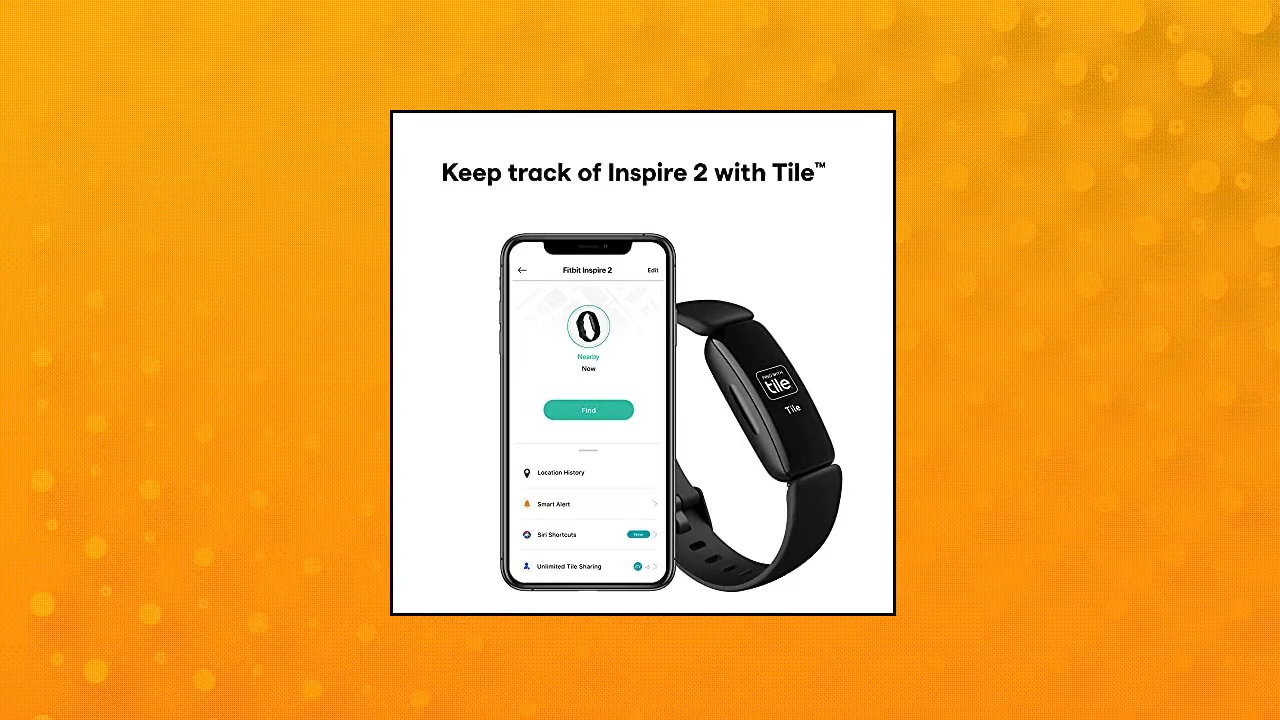 Keep track of Inspire 2 with Tile™
Fitbit Inspire 2
Edit
Nearby
Now
Find
Location History
Smart Alert
Siri Shortcuts
New
Unlimited Tile Sharing
FIND WITH
tile
Tile